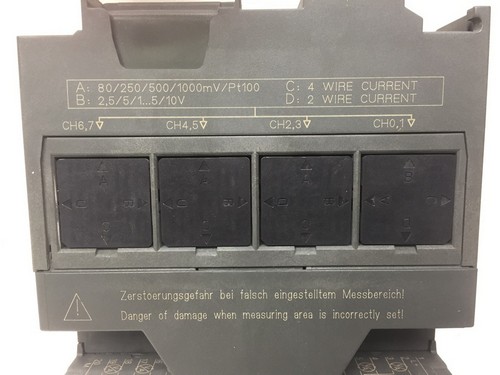 A: 80/250/500/1000mV/Pt100 C: 4 WIRE CURRENT
B: 2,5/5/1...5/10V D: 2 WIRE CURRENT
CH6,7 CH4,5 CH2,3 CH0,1
Zerstoerungsgefahr bei falsch eingestelltem Messbereich!
Danger of damage when measuring area is incorrectly set!